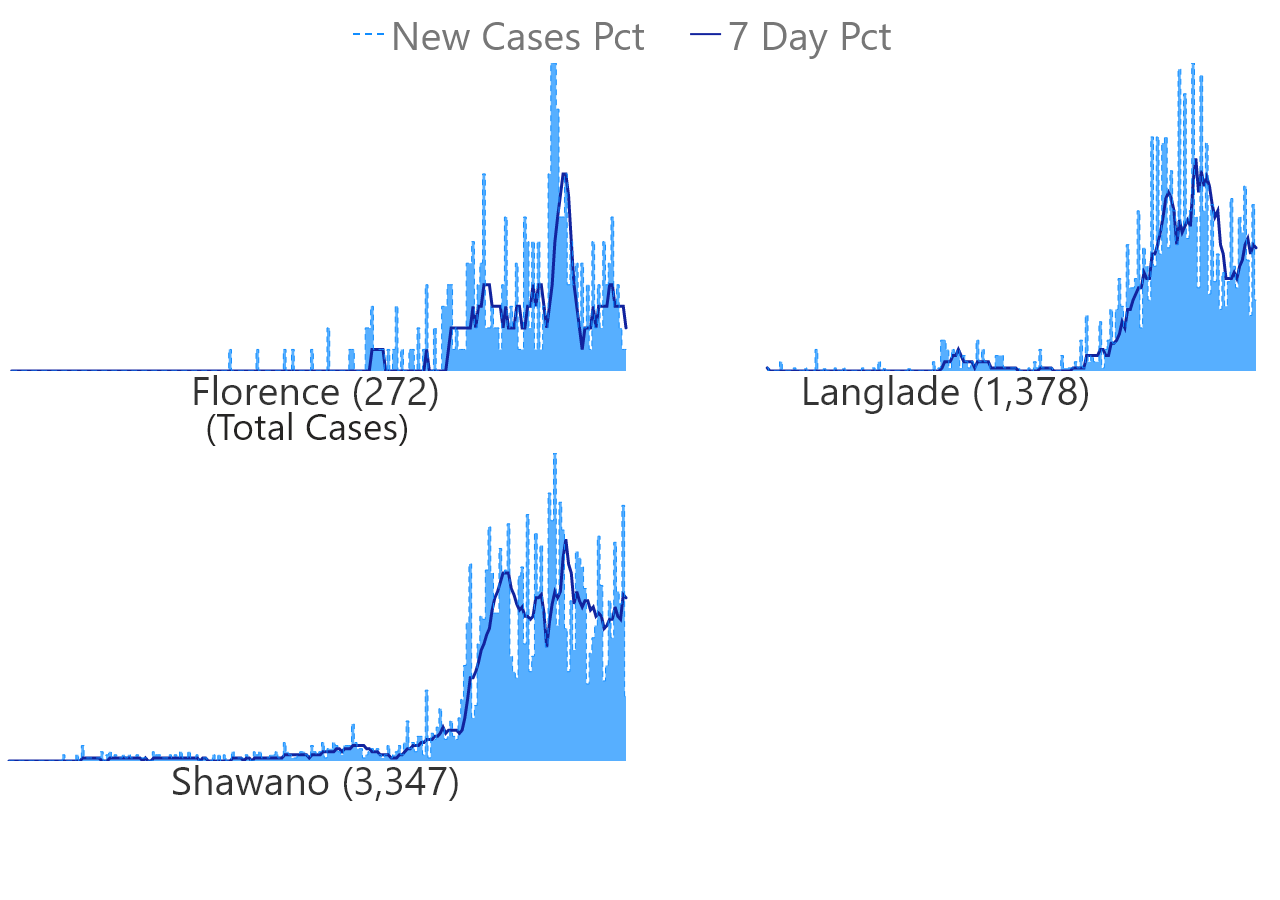 New Cases Pct 7 Day Pct
Florence (272)
(Total Cases)
Langlade (1,378)
Shawano (3,347)